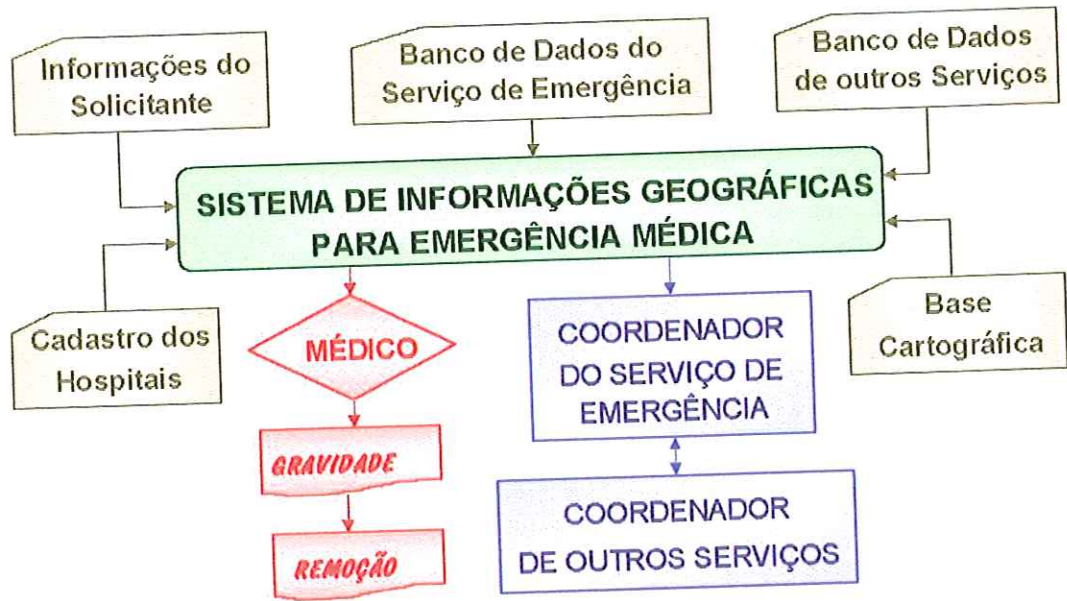 Informações do
Solicitante
Banco de Dados do
Serviço de Emergência
Banco de Dados
de outros Serviços
SISTEMA DE INFORMAÇÕES GEOGRÁFICAS
PARA EMERGÊNCIA MÉDICA
Cadastro dos
Hospitais
MÉDICO
GRAVIDADE
REMOÇÃO
COORDENADOR
DO SERVIÇO DE
EMERGÊNCIA
COORDENADOR
DE OUTROS SERVIÇOS
Base
Cartográfica